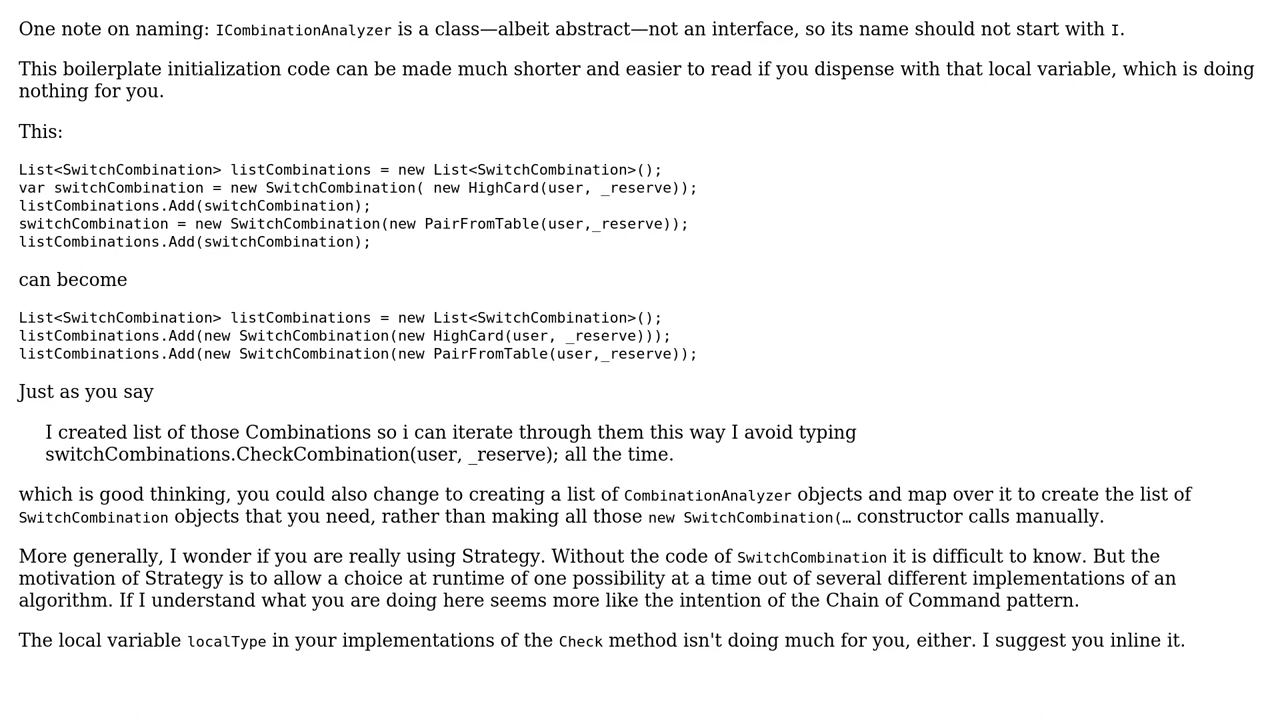 One note on naming: ICombinationAnalyzer is a class—albeit abstract—not an interface, so its name should not start with I.
This boilerplate initialization code can be made much shorter and easier to read if you dispense with that local variable, which is doing
nothing for you.
This:
List<SwitchCombination> listCombinations = new List<SwitchCombination>();
var switchCombination = new SwitchCombination( new HighCard(user, _reserve));
listCombinations.Add(switchCombination);
switchCombination = new SwitchCombination(new PairFromTable(user,_reserve));
listCombinations.Add(switchCombination);
can become
List<SwitchCombination> listCombinations = new List<SwitchCombination>();
listCombinations.Add(new SwitchCombination(new HighCard(user, _reserve)));
listCombinations.Add(new SwitchCombination(new PairFromTable(user,_reserve));
Just as you say
I created list of those Combinations so i can iterate through them this way I avoid typing
switchCombinations.CheckCombination(user, _reserve); all the time.
which is good thinking, you could also change to creating a list of CombinationAnalyzer objects and map over it to create the list of
SwitchCombination objects that you need, rather than making all those new SwitchCombination(… constructor calls manually.
More generally, I wonder if you are really using Strategy. Without the code of SwitchCombination it is difficult to know. But the
motivation of Strategy is to allow a choice at runtime of one possibility at a time out of several different implementations of an
algorithm. If I understand what you are doing here seems more like the intention of the Chain of Command pattern.
The local variable localType in your implementations of the Check method isn't doing much for you, either. I suggest you inline it.